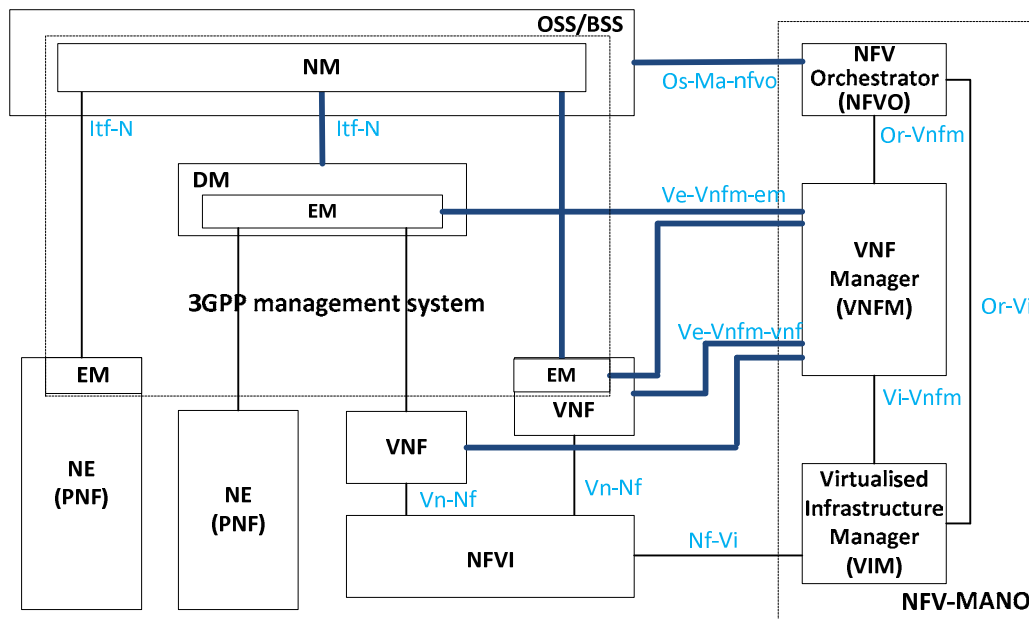 OSS/BSS
NM
NFV
Orchestrator
(NFVO)
Os-Ma-nfvo
Itf-N
Itf-N
Or-Vnfm
DM
EM
Ve-Vnfm-em
VNF
Manager
(VNFM)
3GPP management system
Or-Vi
Ve-Vnfm-vnf
EM
EM
VNF
Vi-Vnfm
VNF
NE
(PNF)
NE
(PNF)
Vn-Nf
Vn-Nf
Virtualised
Infrastructure
Manager
(VIM)
NFVI
Nf-Vi
NFV-MANO